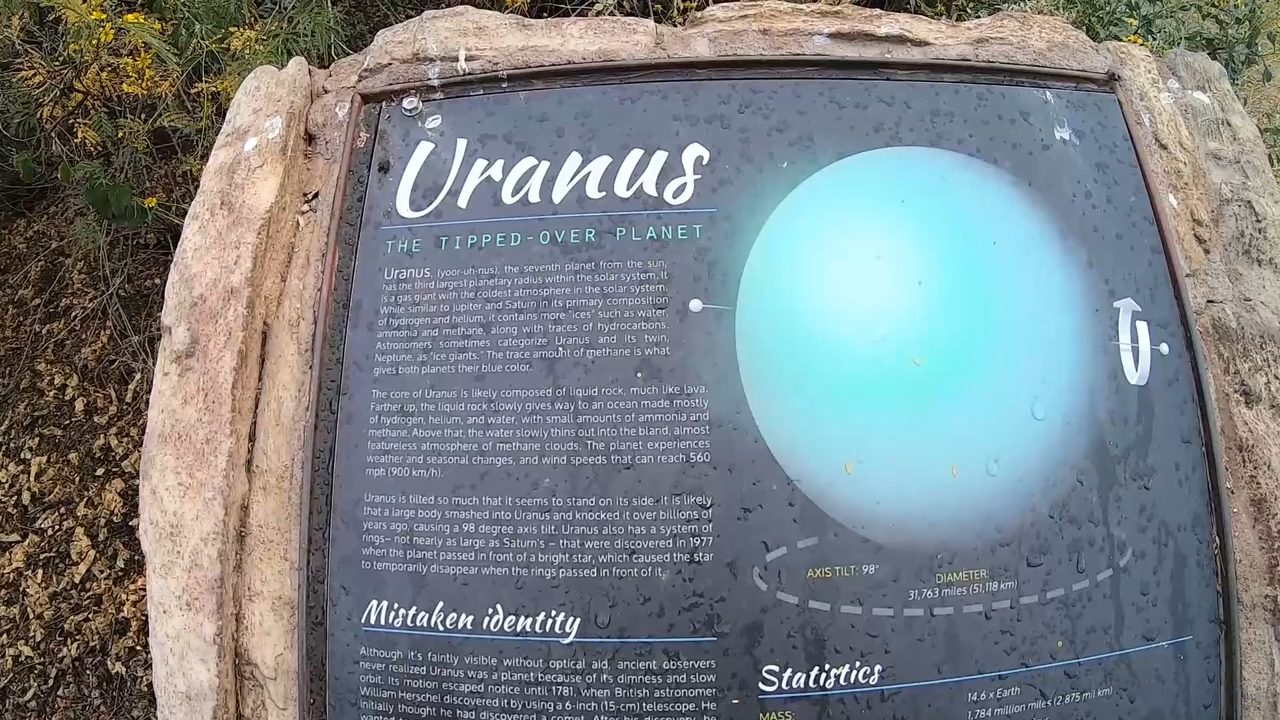 Uranus
THE TIPPED-OVER PLANET
Uranus, (yoor-uh-nus), the seventh planet from the sun,
has the third largest planetary radius within the solar system. It
is a gas giant with the coldest atmosphere in the solar system.
While similar to Jupiter and Saturn in its primary composition
of hydrogen and helium, it contains more "ices" such as water,
ammonia and methane, along with traces of hydrocarbons.
Astronomers sometimes categorize Uranus and its twin,
Neptune, as "ice giants." The trace amount of methane is what
gives both planets their blue color.
The core of Uranus is likely composed of liquid rock, much like lava.
Farther up, the liquid rock slowly gives way to an ocean made mostly
of hydrogen, helium, and water, with small amounts of ammonia and
methane. Above that, the water slowly thins out into the bland, almost
featureless atmosphere of methane clouds. The planet experiences
weather and seasonal changes, and wind speeds that can reach 560
mph (900 km/h).
Uranus is tilted so much that it seems to stand on its side. It is likely
that a large body smashed into Uranus and knocked it over billions of
years ago, causing a 98 degree axis tilt. Uranus also has a system of
rings– not nearly as large as Saturn's – that were discovered in 1977
when the planet passed in front of a bright star, which caused the star
to temporarily disappear when the rings passed in front of it.
AXIS TILT: 98°
DIAMETER:
31,763 miles (51,118 km)
Mistaken identity
Although it's faintly visible without optical aid, ancient observers
never realized Uranus was a planet because of its dimness and slow
orbit. Its motion escaped notice until 1781, when British astronomer
William Herschel discovered it by using a 6-inch (15-cm) telescope. He
initially thought he had discovered a comet. After his discovery, he
wanted to
Statistics
MASS: 14.6 x Earth
1,784 million miles (2,875 mil km)